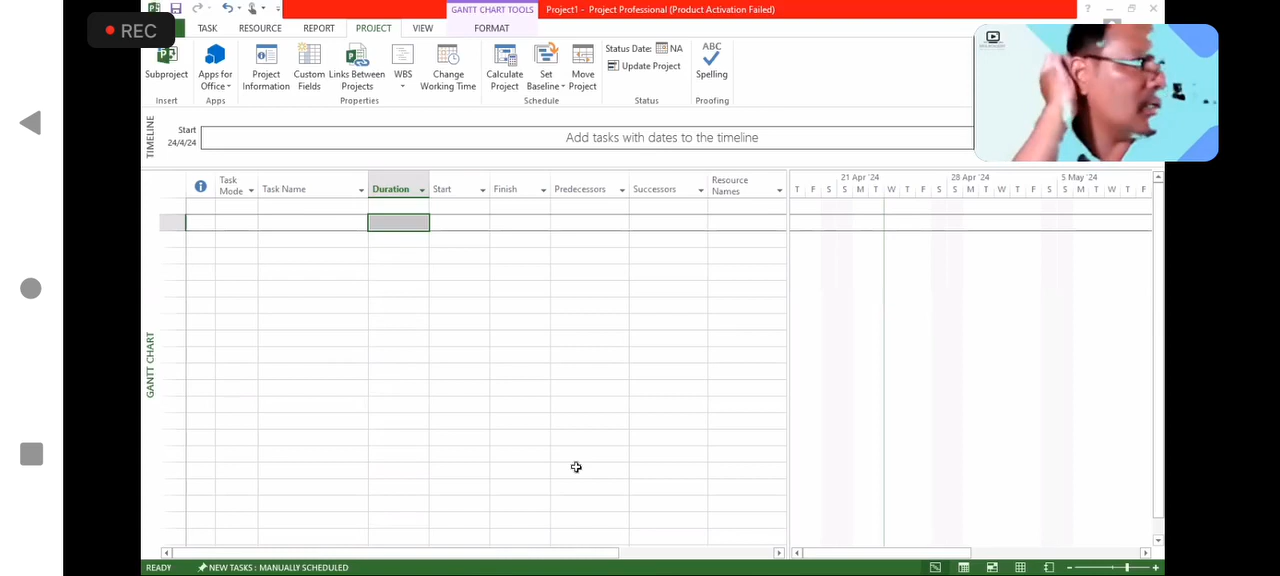 REC
GANTT CHART TOOLS
Project1 - Project Professional (Product Activation Failed)
TASK RESOURCE REPORT PROJECT VIEW FORMAT
Subproject
Apps for Office
Project Information
Custom Fields
Links Between Projects
WBS
Change Working Time
Calculate Project
Set Baseline
Move Project
Status Date: NA
Update Project
ABC
Spelling
Insert Apps Properties Schedule Status Proofing
TIMELINE
Start
24/4/24
Add tasks with dates to the timeline
Task Mode Task Name Duration Start Finish Predecessors Successors Resource Names
21 Apr '24 28 Apr '24 5 May '24
T F S S M T W T F S S M T W T F S S M T W T F
GANTT CHART
READY NEW TASKS : MANUALLY SCHEDULED